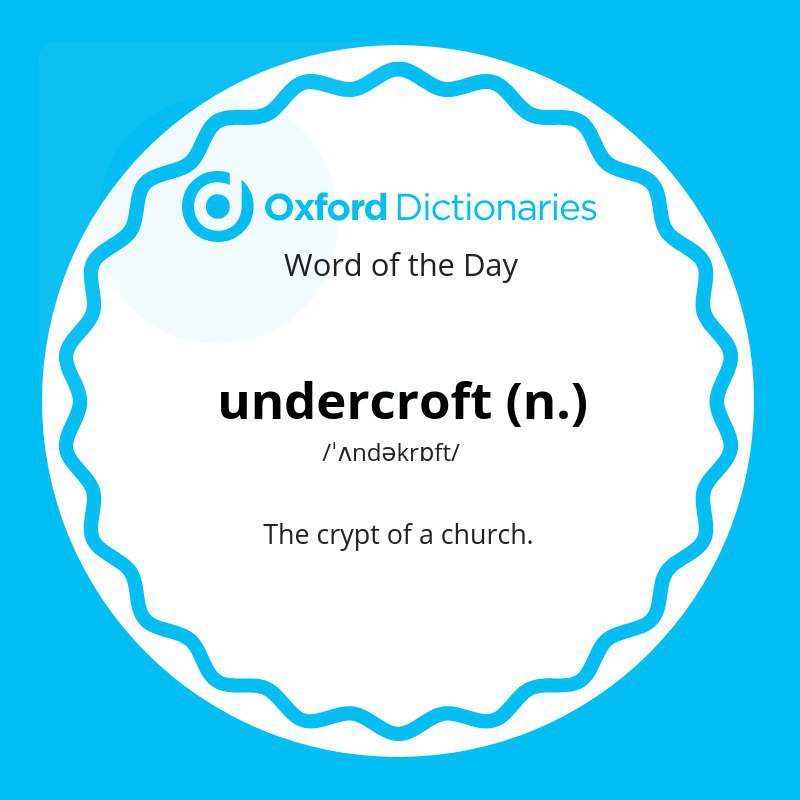 Oxford Dictionaries
Word of the Day
undercroft (n.)
/ˈʌndəkrɒft/
The crypt of a church.